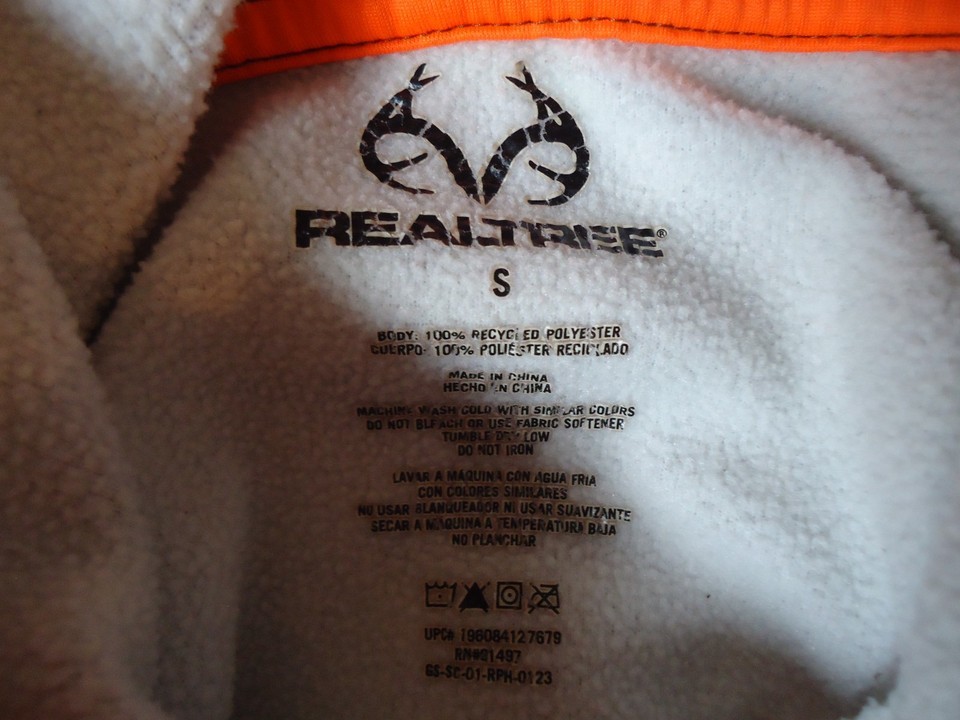 REALTREE®
S
BODY: 100% RECYCLED POLYESTER
CUERPO: 100% POLIÉSTER RECICLADO
MADE IN CHINA
HECHO EN CHINA
MACHINE WASH COLD WITH SIMILAR COLORS
DO NOT BLEACH OR USE FABRIC SOFTENER
TUMBLE DRY LOW
DO NOT IRON
LAVAR A MÁQUINA CON AGUA FRIA
CON COLORES SIMILARES
NO USAR BLANQUEADOR NI USAR SUAVIZANTE
SECAR A MÁQUINA A TEMPERATURA BAJA
NO PLANCHAR
UPC# 198084127679
RN#91497
GS-SC-01-RPH-0123